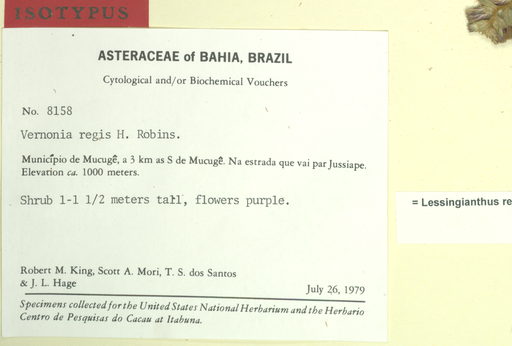 ISOTYPUS
ASTERACEAE of BAHIA, BRAZIL
Cytological and/or Biochemical Vouchers
No. 8158
Vernonia regis H. Robins.
Município de Mucugê, a 3 km as S de Mucugê. Na estrada que vai par Jussiape.
Elevation ca. 1000 meters.
Shrub 1-1 1/2 meters tall, flowers purple.
= Lessingianthus re
Robert M. King, Scott A. Mori, T. S. dos Santos
& J. L. Hage
July 26, 1979
Specimens collected for the United States National Herbarium and the Herbario
Centro de Pesquisas do Cacau at Itabuna.